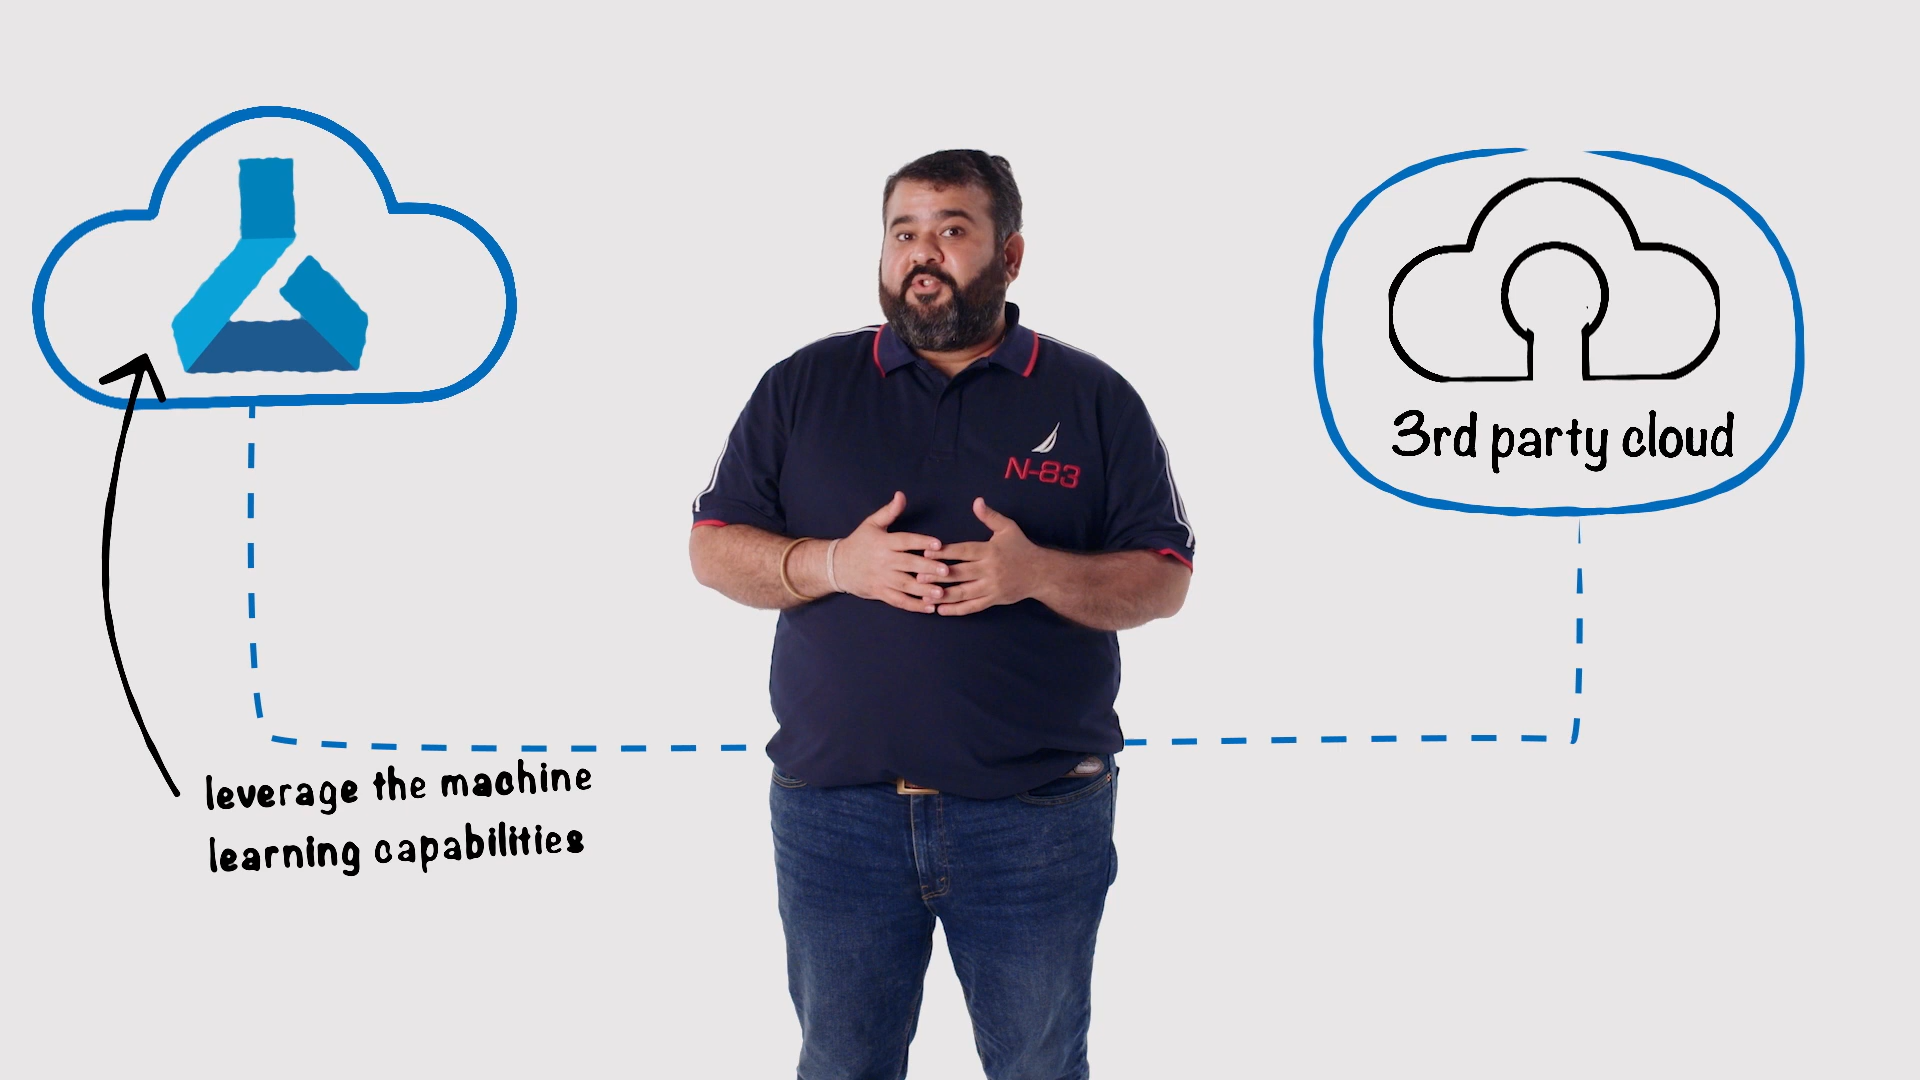 3rd party cloud
N-83
leverage the machine
learning capabilities